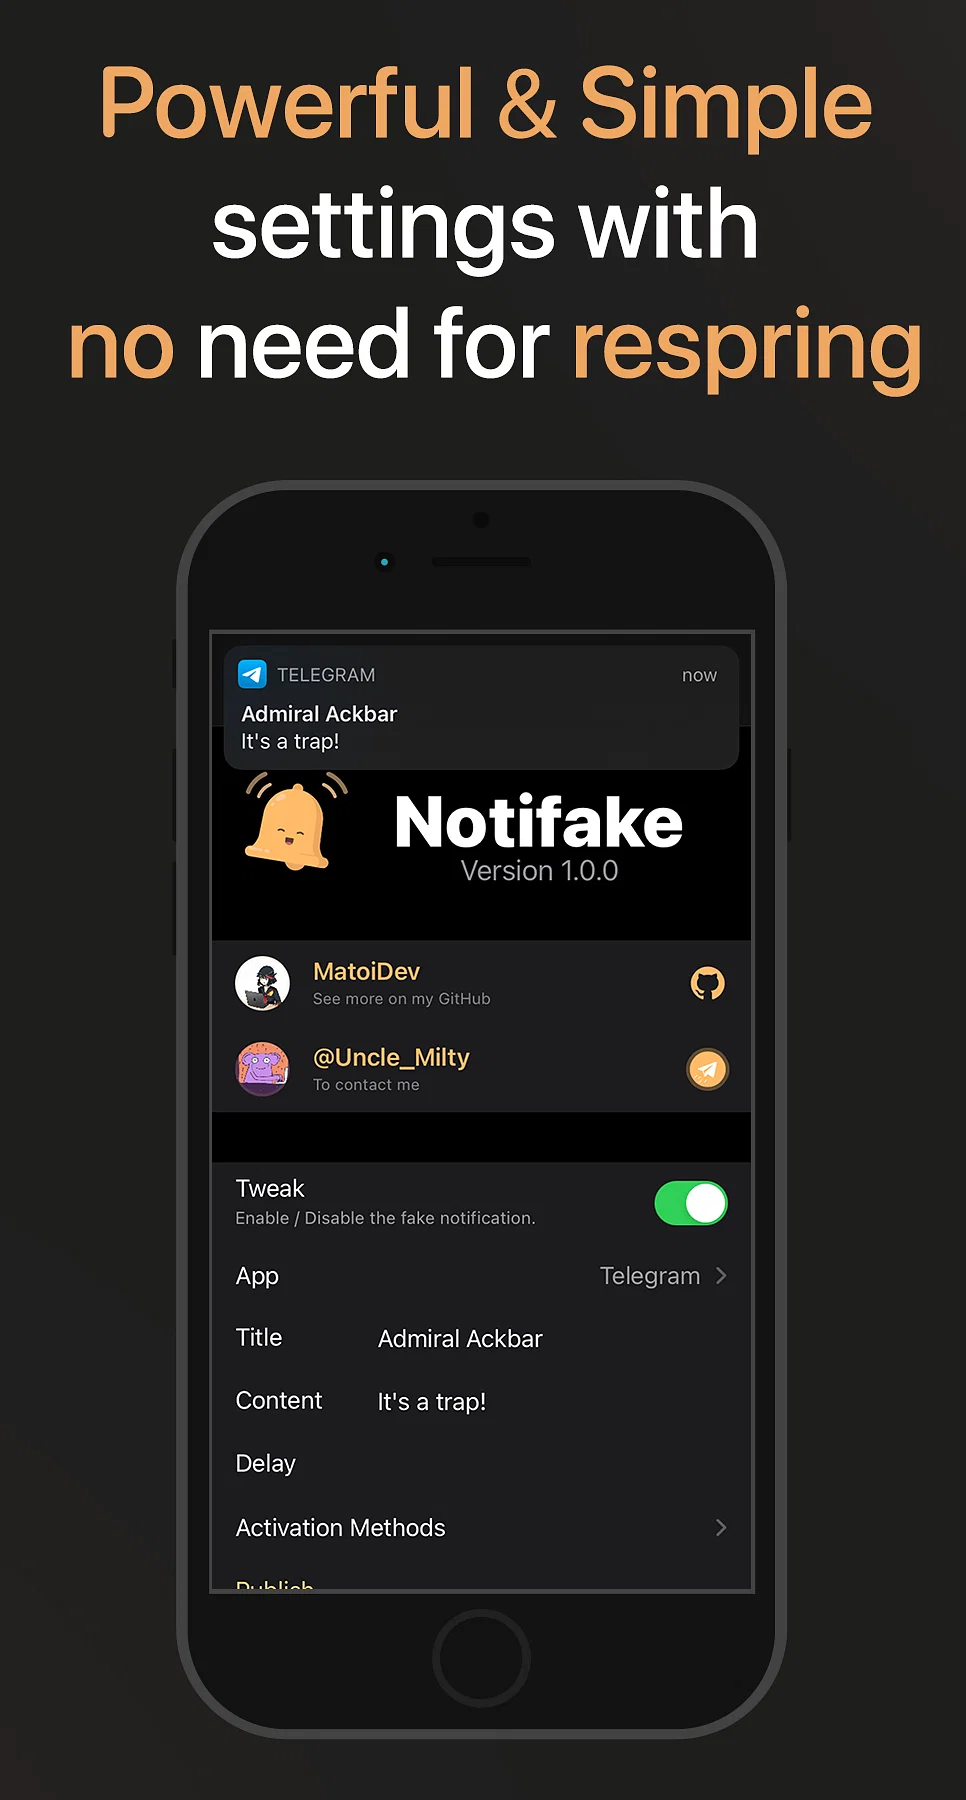 Powerful & Simple
settings with
no need for respring
TELEGRAM now
Admiral Ackbar
It's a trap!
Notifake
Version 1.0.0
MatoiDev
See more on my GitHub
@Uncle_Milty
To contact me
Tweak
Enable / Disable the fake notification.
App Telegram
Title Admiral Ackbar
Content It's a trap!
Delay
Activation Methods
Publish